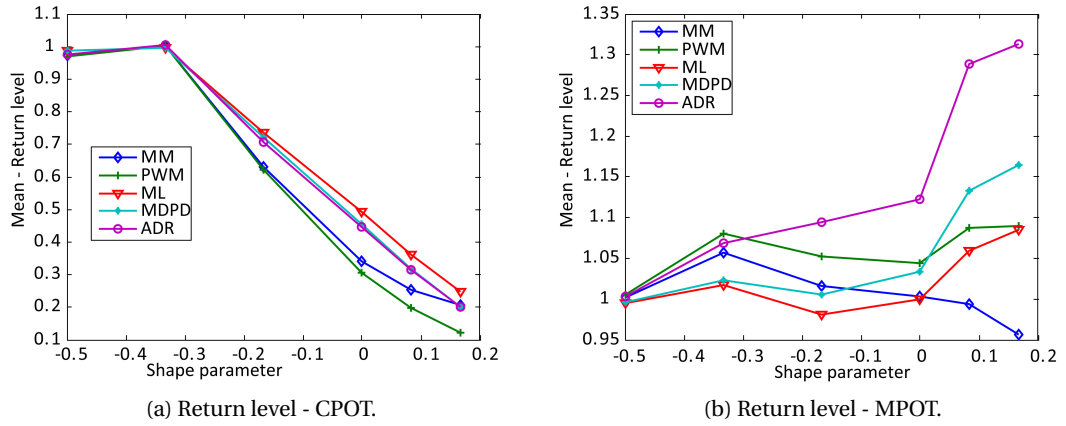 1.1
1
0.9
0.8
0.7
0.6
0.5
0.4
0.3
0.2
0.1
Mean - Return level
MM
PWM
ML
MDPD
ADR
-0.5 -0.4 -0.3 -0.2 -0.1 0 0.1 0.2
Shape parameter
(a) Return level - CPOT.
1.35
1.3
1.25
1.2
1.15
1.1
1.05
1
0.95
Mean - Return level
MM
PWM
ML
MDPD
ADR
-0.5 -0.4 -0.3 -0.2 -0.1 0 0.1 0.2
Shape parameter
(b) Return level - MPOT.